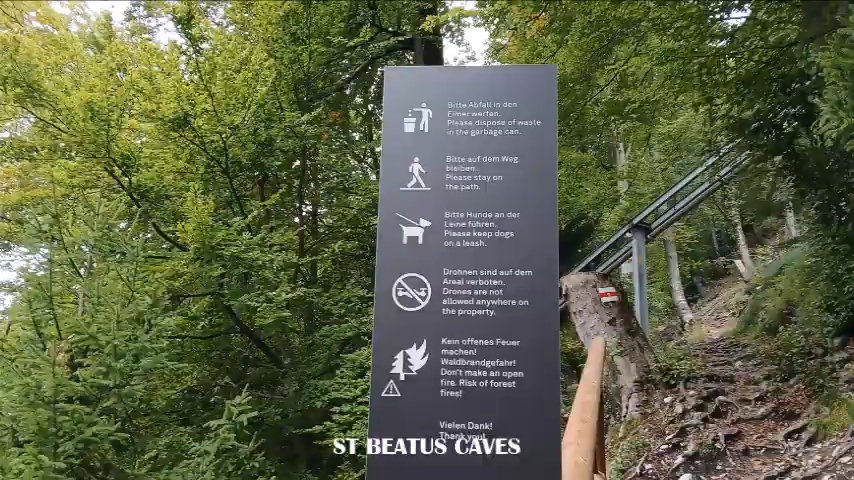 Bitte Abfall in den
Eimer werfen.
Please dispose of waste
in the garbage can.
Bitte auf dem Weg
bleiben.
Please stay on
the path.
Bitte Hunde an der
Leine führen.
Please keep dogs
on a leash.
Drohnen sind auf dem
Areal verboten.
Drones are not
allowed anywhere on
the property.
Kein offenes Feuer
machen!
Waldbrandgefahr!
Don't make an open
fire. Risk of forest
fires!
Vielen Dank!
Thank you!
ST BEATUS CAVES